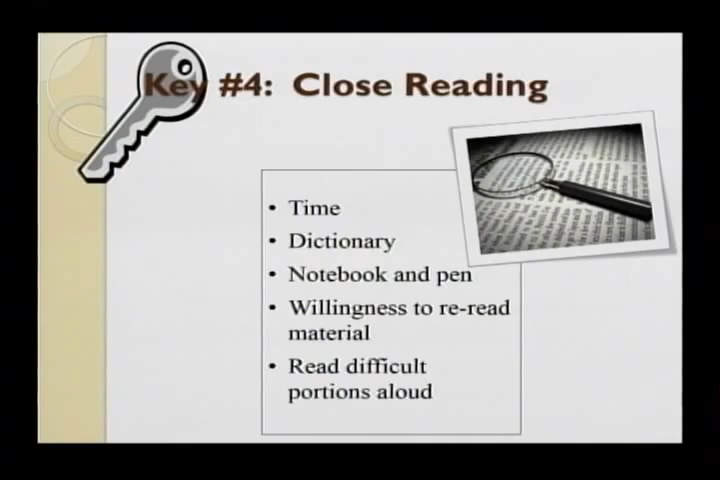 Key #4: Close Reading
• Time
• Dictionary
• Notebook and pen
• Willingness to re-read
material
• Read difficult
portions aloud